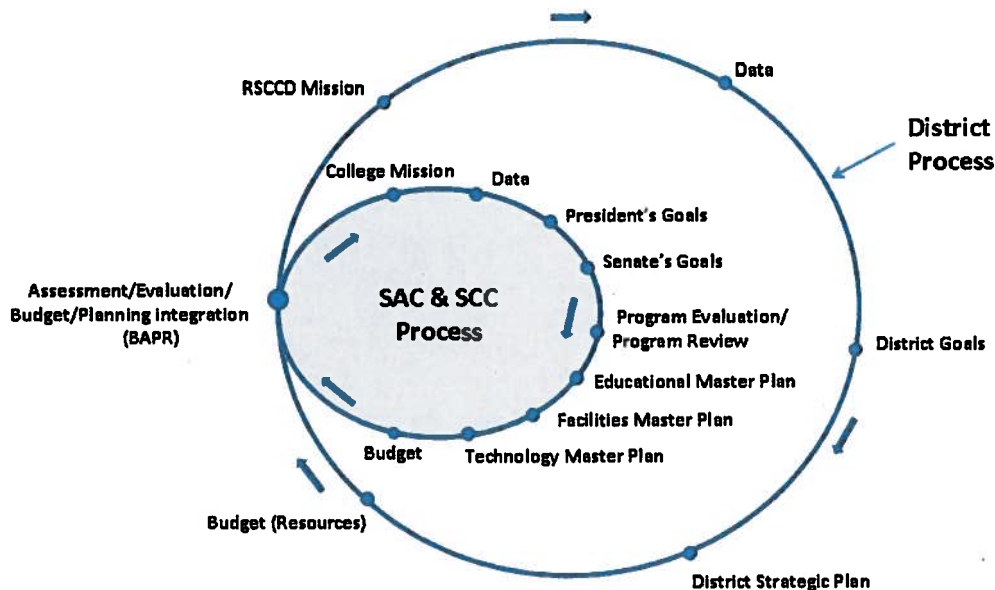 RSCCD Mission
Data
District
Process
College Mission
Data
President's Goals
Senate's Goals
Assessment/Evaluation/
Budget/Planning Integration
(BAPR)
SAC & SCC
Process
Program Evaluation/
Program Review
District Goals
Educational Master Plan
Facilities Master Plan
Budget
Technology Master Plan
Budget (Resources)
District Strategic Plan